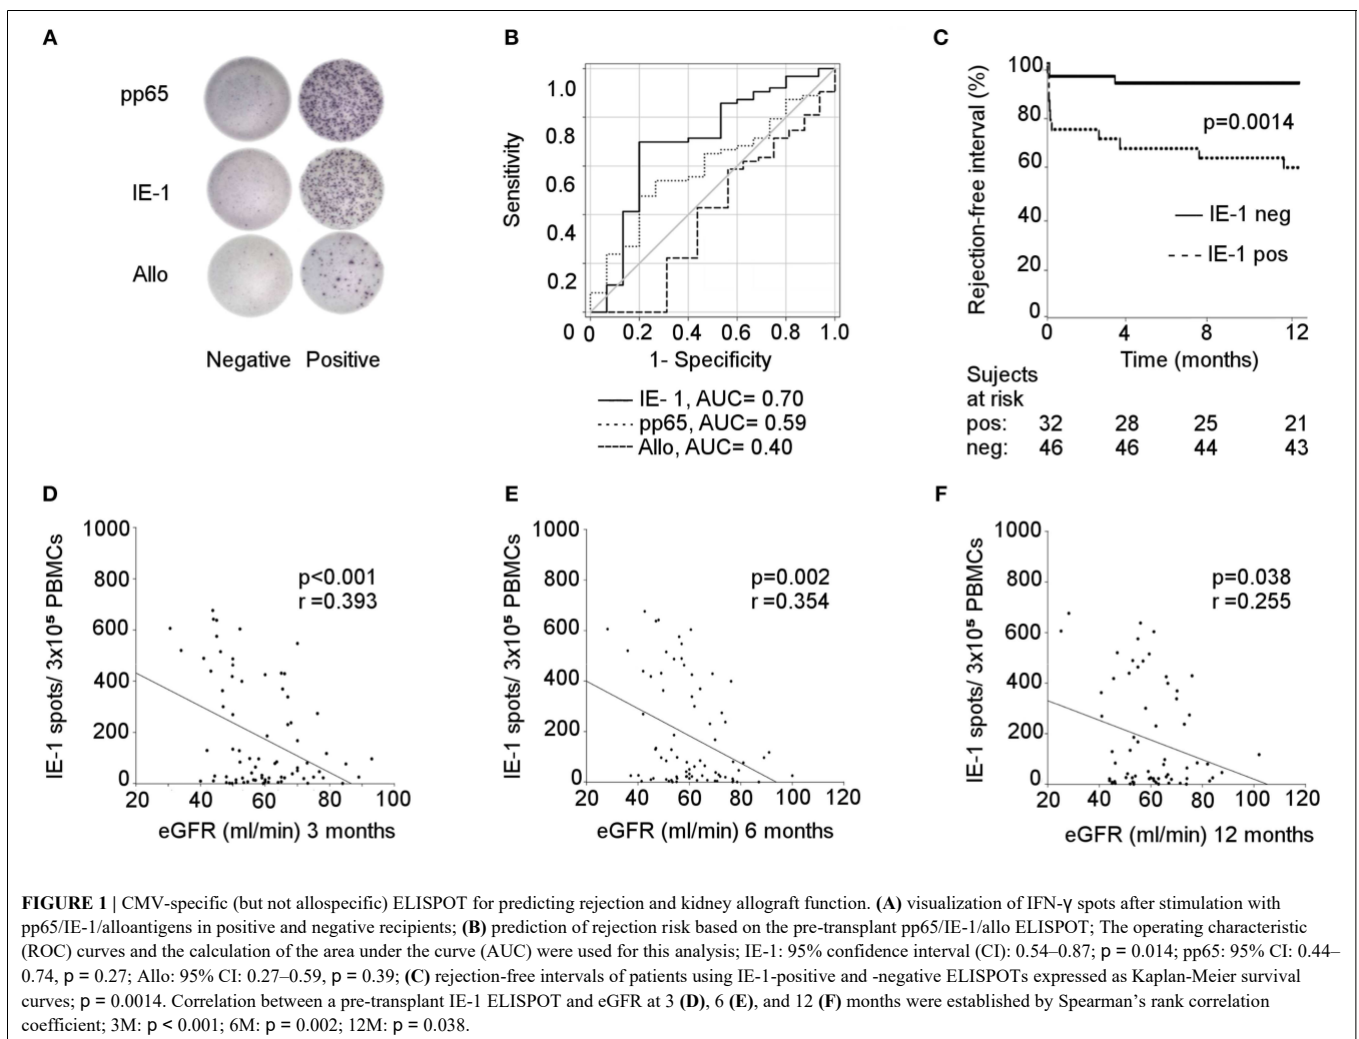 A
pp65
IE-1
Allo
Negative Positive
B
Sensitivity
1.0
0.8
0.6
0.4
0.2
0
0 0.2 0.4 0.6 0.8 1.0
1- Specificity
IE- 1, AUC= 0.70
pp65, AUC= 0.59
Allo, AUC= 0.40
C
Rejection-free interval (%)
100
80
60
40
20
0
p=0.0014
IE-1 neg
IE-1 pos
0 4 8 12
Time (months)
Sujects
at risk
pos: 32 28 25 21
neg: 46 46 44 43
D
IE-1 spots/ 3x10⁵ PBMCs
1000
800
600
400
200
0
p<0.001
r =0.393
20 40 60 80 100
eGFR (ml/min) 3 months
E
IE-1 spots/ 3x10⁵ PBMCs
1000
800
600
400
200
0
p=0.002
r =0.354
20 40 60 80 100 120
eGFR (ml/min) 6 months
F
IE-1 spots/ 3x10⁵ PBMCs
1000
800
600
400
200
0
p=0.038
r =0.255
20 40 60 80 100 120
eGFR (ml/min) 12 months
FIGURE 1 | CMV-specific (but not allospecific) ELISPOT for predicting rejection and kidney allograft function. (A) visualization of IFN-γ spots after stimulation with
pp65/IE-1/alloantigens in positive and negative recipients; (B) prediction of rejection risk based on the pre-transplant pp65/IE-1/allo ELISPOT; The operating characteristic
(ROC) curves and the calculation of the area under the curve (AUC) were used for this analysis; IE-1: 95% confidence interval (CI): 0.54–0.87; p = 0.014; pp65: 95% CI: 0.44–
0.74, p = 0.27; Allo: 95% CI: 0.27–0.59, p = 0.39; (C) rejection-free intervals of patients using IE-1-positive and -negative ELISPOTs expressed as Kaplan-Meier survival
curves; p = 0.0014. Correlation between a pre-transplant IE-1 ELISPOT and eGFR at 3 (D), 6 (E), and 12 (F) months were established by Spearman's rank correlation
coefficient; 3M: p < 0.001; 6M: p = 0.002; 12M: p = 0.038.